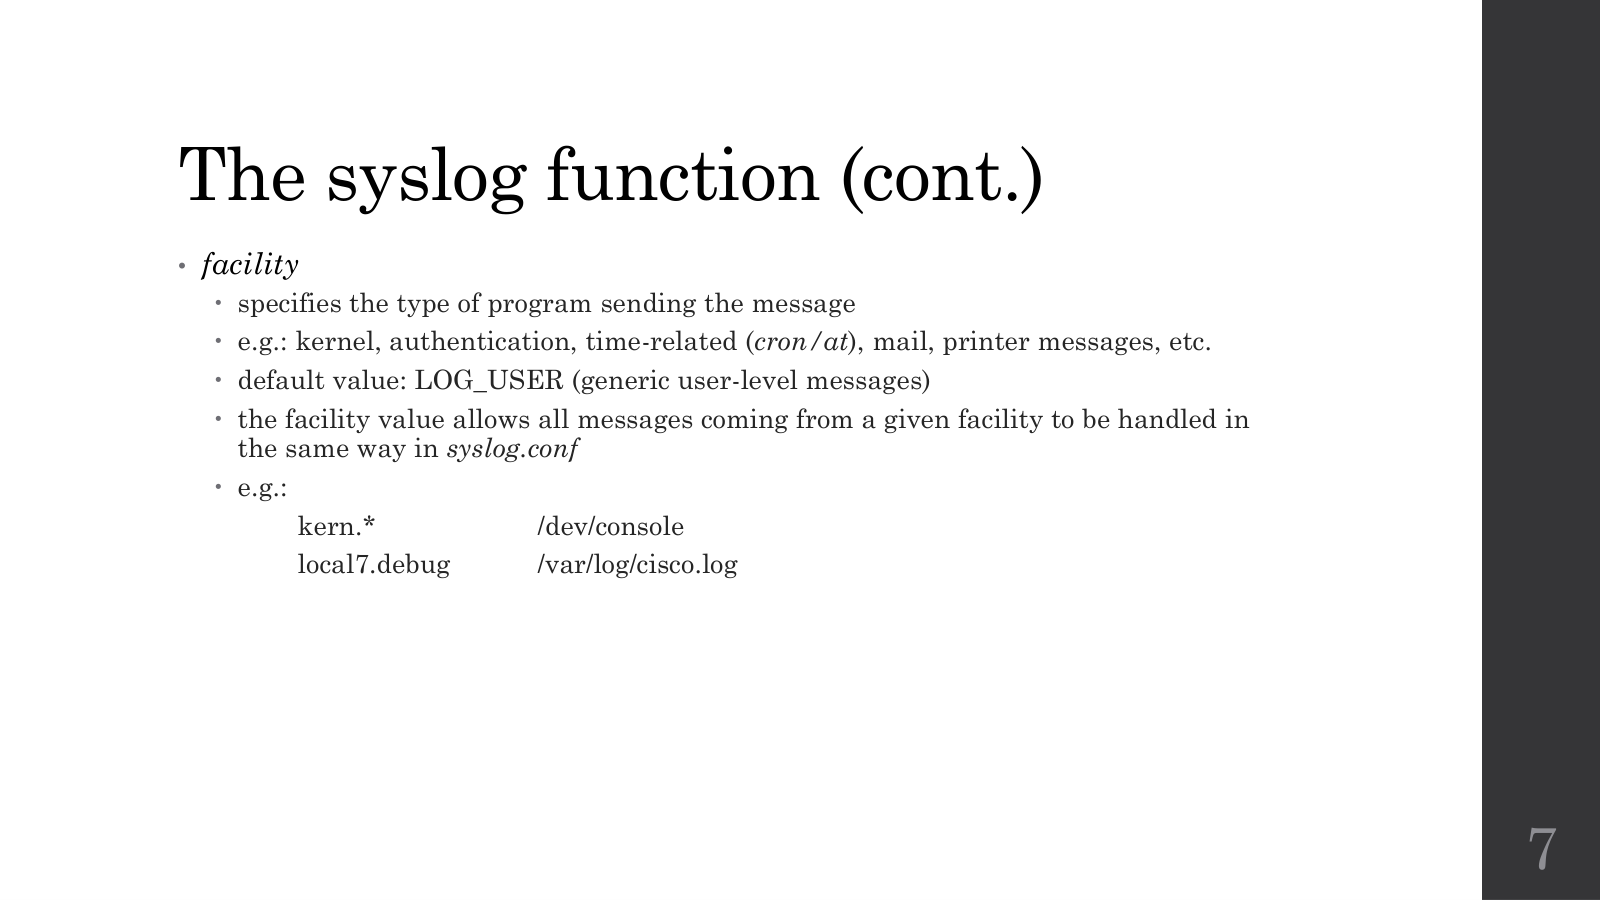 The syslog function (cont.)
• facility
• specifies the type of program sending the message
• e.g.: kernel, authentication, time-related (cron/at), mail, printer messages, etc.
• default value: LOG_USER (generic user-level messages)
• the facility value allows all messages coming from a given facility to be handled in
the same way in syslog.conf
• e.g.:
kern.* /dev/console
local7.debug /var/log/cisco.log
7